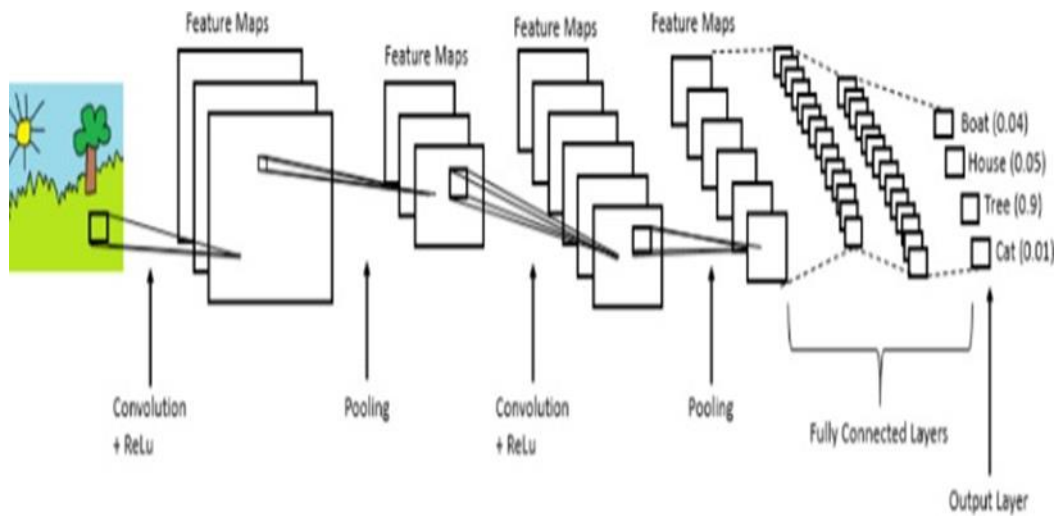 Feature Maps
Feature Maps
Feature Maps
Feature Maps
Boat (0.04)
House (0.05)
Tree (0.9)
Cat (0.01)
Convolution
+ ReLu
Pooling
Convolution
+ ReLu
Pooling
Fully Connected Layers
Output Layer